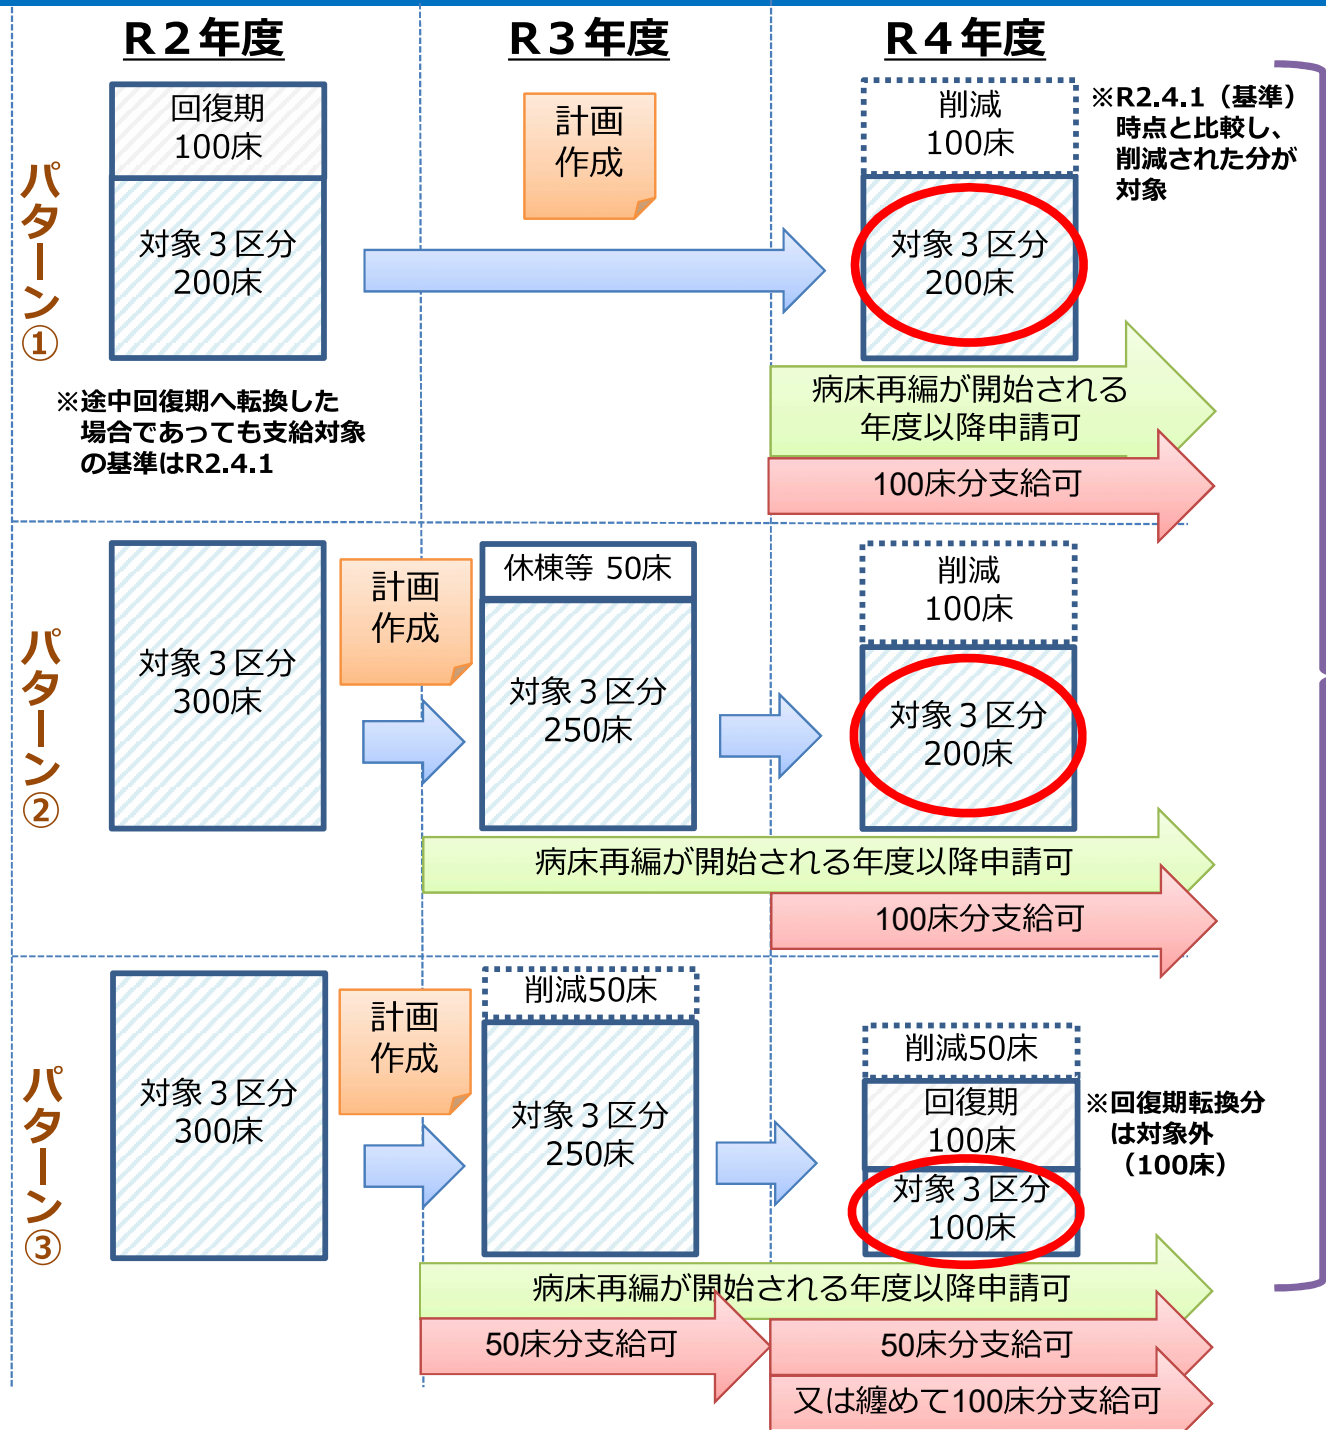 R２年度
R３年度
R４年度
パターン①
回復期
100床
対象３区分
200床
※途中回復期へ転換した
場合であっても支給対象
の基準はR2.4.1
計画
作成
削減
100床
対象３区分
200床
※R2.4.1（基準）
時点と比較し、
削減された分が
対象
病床再編が開始される
年度以降申請可
100床分支給可
パターン②
対象３区分
300床
計画
作成
休棟等 50床
対象３区分
250床
削減
100床
対象３区分
200床
病床再編が開始される年度以降申請可
100床分支給可
パターン③
対象３区分
300床
計画
作成
削減50床
対象３区分
250床
削減50床
回復期
100床
対象３区分
100床
※回復期転換分
は対象外
（100床）
病床再編が開始される年度以降申請可
50床分支給可
50床分支給可
又は纏めて100床分支給可